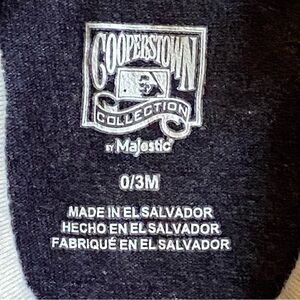 COOPERSTOWN
COLLECTION
BY Majestic
0/3M
MADE IN EL SALVADOR
HECHO EN EL SALVADOR
FABRIQUÉ EN EL SALVADOR